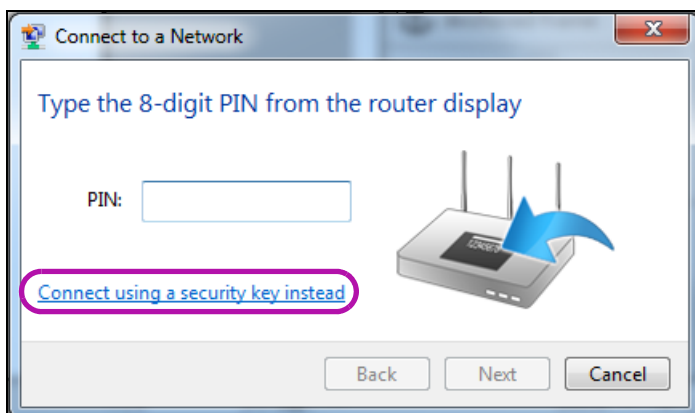 Connect to a Network
Type the 8-digit PIN from the router display
PIN:
12345678
Connect using a security key instead
Back
Next
Cancel